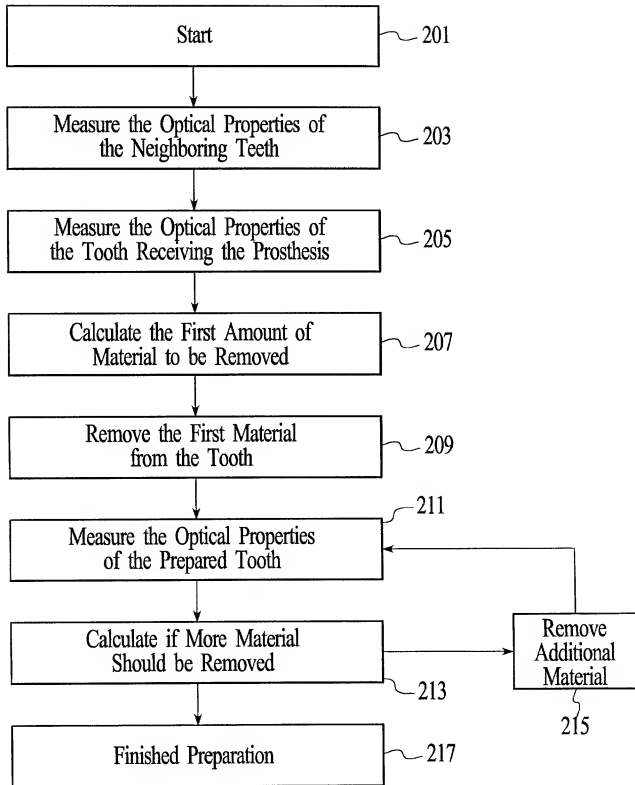 Start
201
Measure the Optical Properties of
the Neighboring Teeth
203
Measure the Optical Properties of
the Tooth Receiving the Prosthesis
205
Calculate the First Amount of
Material to be Removed
207
Remove the First Material
from the Tooth
209
211
Measure the Optical Properties
of the Prepared Tooth
Calculate if More Material
Should be Removed
213
Remove
Additional
Material
215
Finished Preparation
217